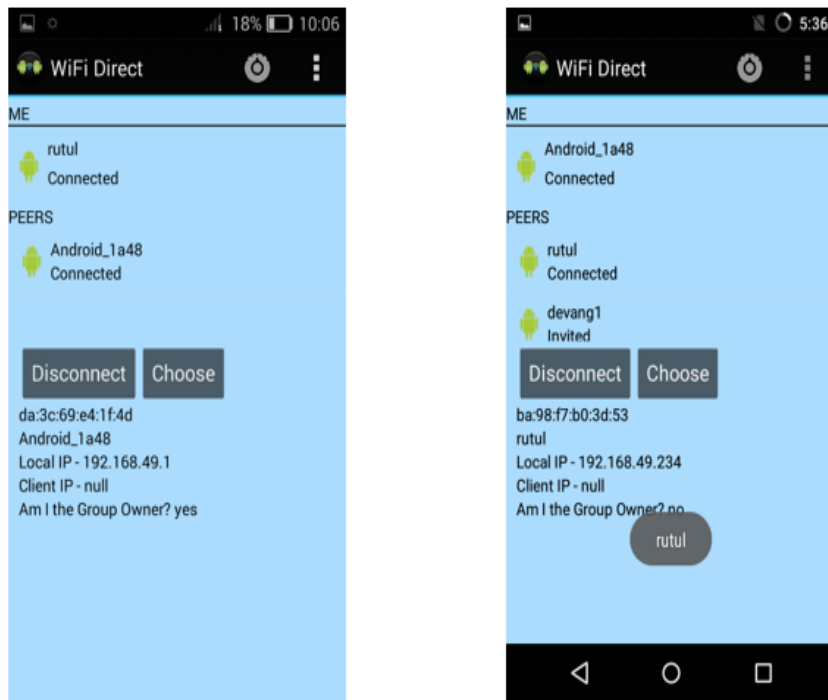 18% 10:06
WiFi Direct
ME
rutul
Connected
PEERS
Android_1a48
Connected
Disconnect Choose
da:3c:69:e4:1f:4d
Android_1a48
Local IP - 192.168.49.1
Client IP - null
Am I the Group Owner? yes
5:36
WiFi Direct
ME
Android_1a48
Connected
PEERS
rutul
Connected
devang1
Invited
Disconnect Choose
ba:98:f7:b0:3d:53
rutul
Local IP - 192.168.49.234
Client IP - null
Am I the Group Owner? no
rutul